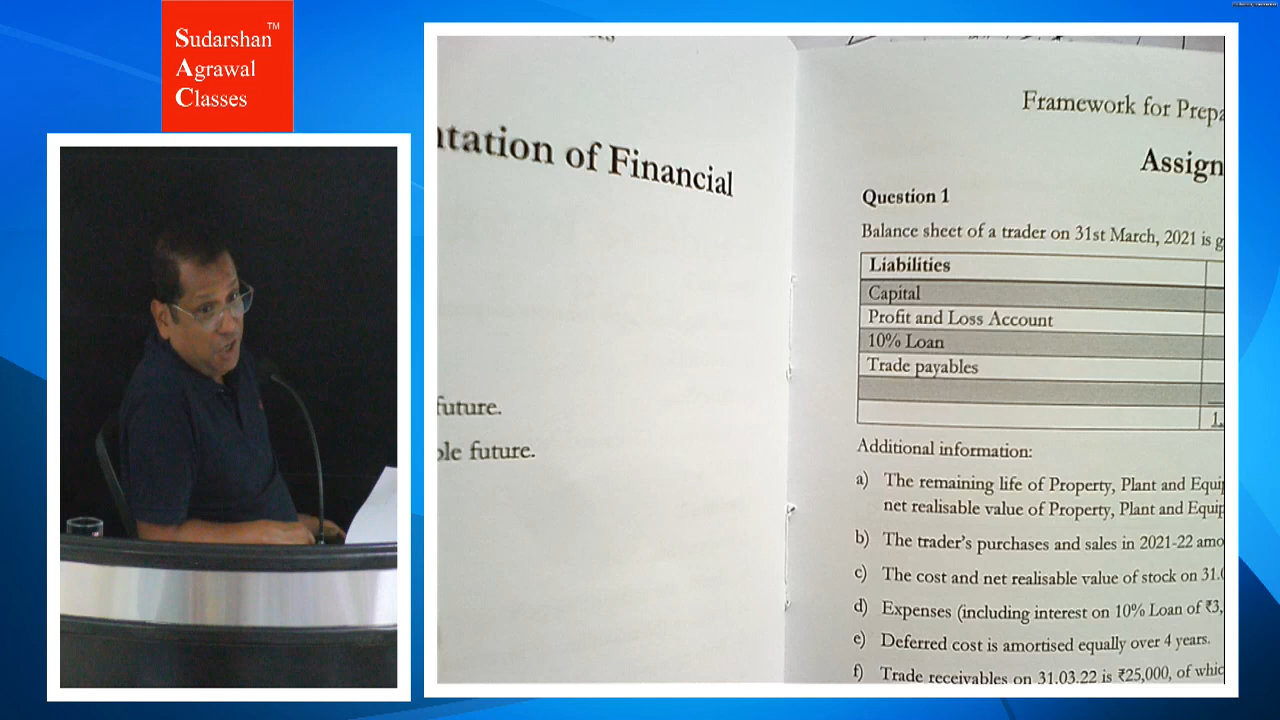 Sudarshan™
Agrawal
Classes
ntation of Financial
future.
ble future.
Framework for Prepa
Assign
Question 1
Balance sheet of a trader on 31st March, 2021 is g
Liabilities
Capital
Profit and Loss Account
10% Loan
Trade payables
1,
Additional information:
a) The remaining life of Property, Plant and Equip
net realisable value of Property, Plant and Equip
b) The trader's purchases and sales in 2021-22 amo
c) The cost and net realisable value of stock on 31.0
d) Expenses (including interest on 10% Loan of ₹3,
e) Deferred cost is amortised equally over 4 years.
f) Trade receivables on 31.03.22 is ₹25,000, of whic